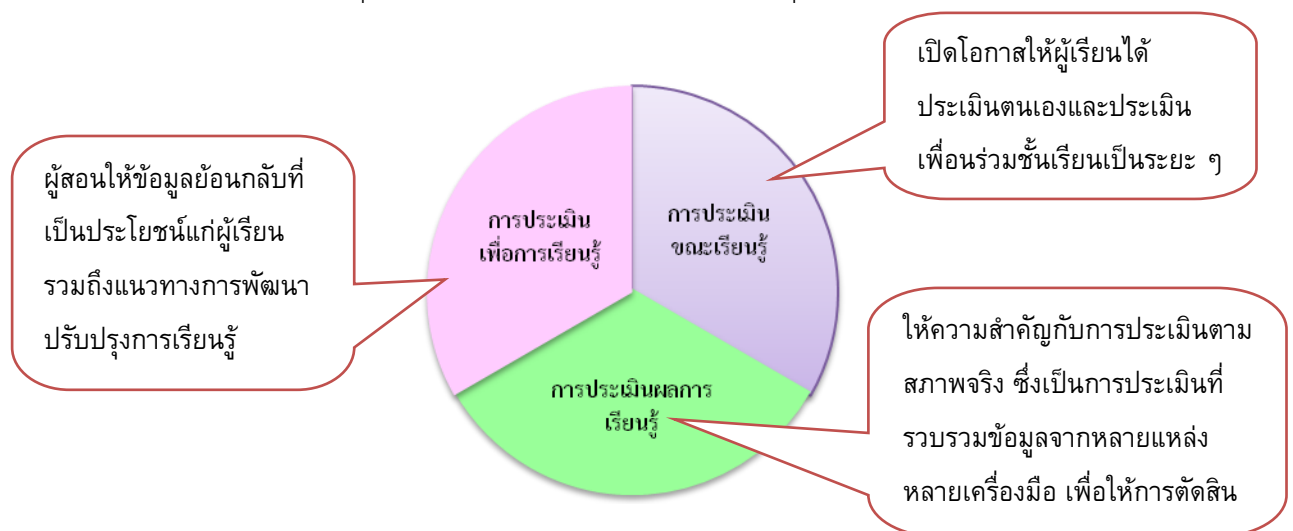 เปิดโอกาสให้ผู้เรียนได้
ประเมินตนเองและประเมิน
เพื่อนร่วมชั้นเรียนเป็นระยะ ๆ
ผู้สอนให้ข้อมูลย้อนกลับที่
เป็นประโยชน์แก่ผู้เรียน
รวมถึงแนวทางการพัฒนา
ปรับปรุงการเรียนรู้
การประเมิน
เพื่อการเรียนรู้
การประเมิน
ขณะเรียนรู้
การประเมินผลการ
เรียนรู้
ให้ความสำคัญกับการประเมินตาม
สภาพจริง ซึ่งเป็นการประเมินที่
รวบรวมข้อมูลจากหลายแหล่ง
หลายเครื่องมือ เพื่อให้การตัดสิน